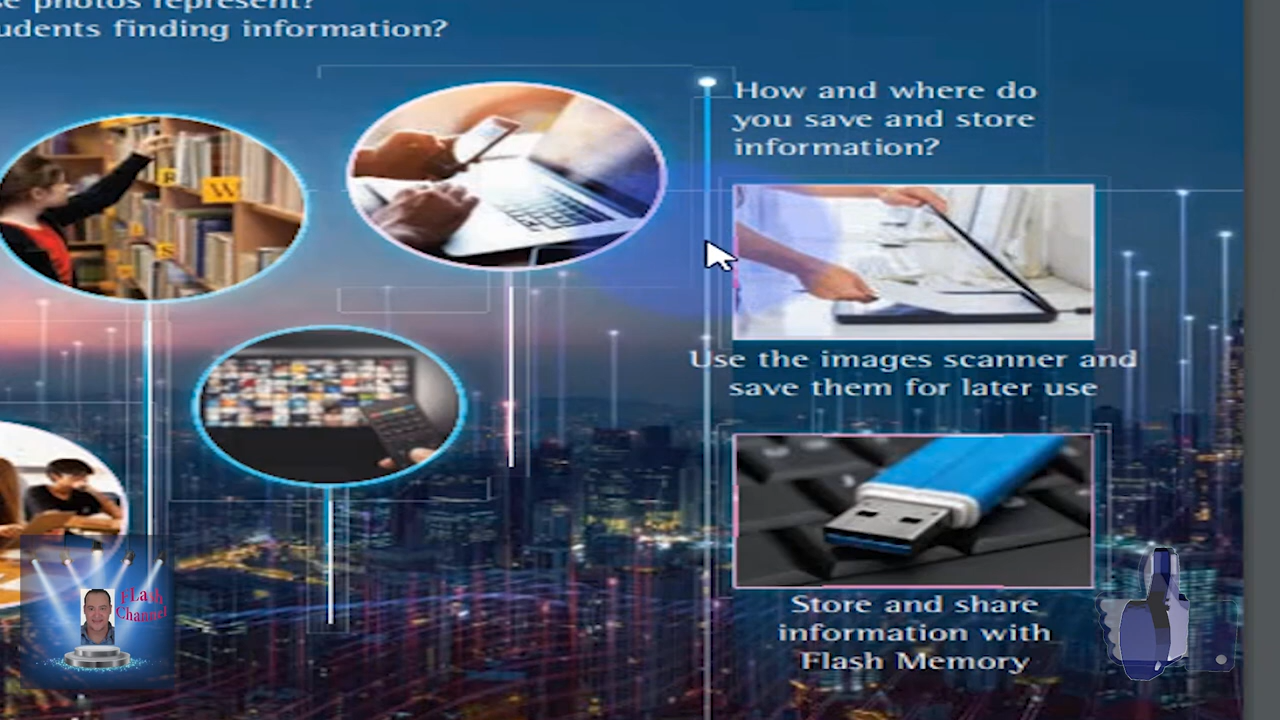 photos represent?
udents finding information?
How and where do
you save and store
information?
R
W
Use the images scanner and
save them for later use
Store and share
information with
Flash Memory
FLash
Channel